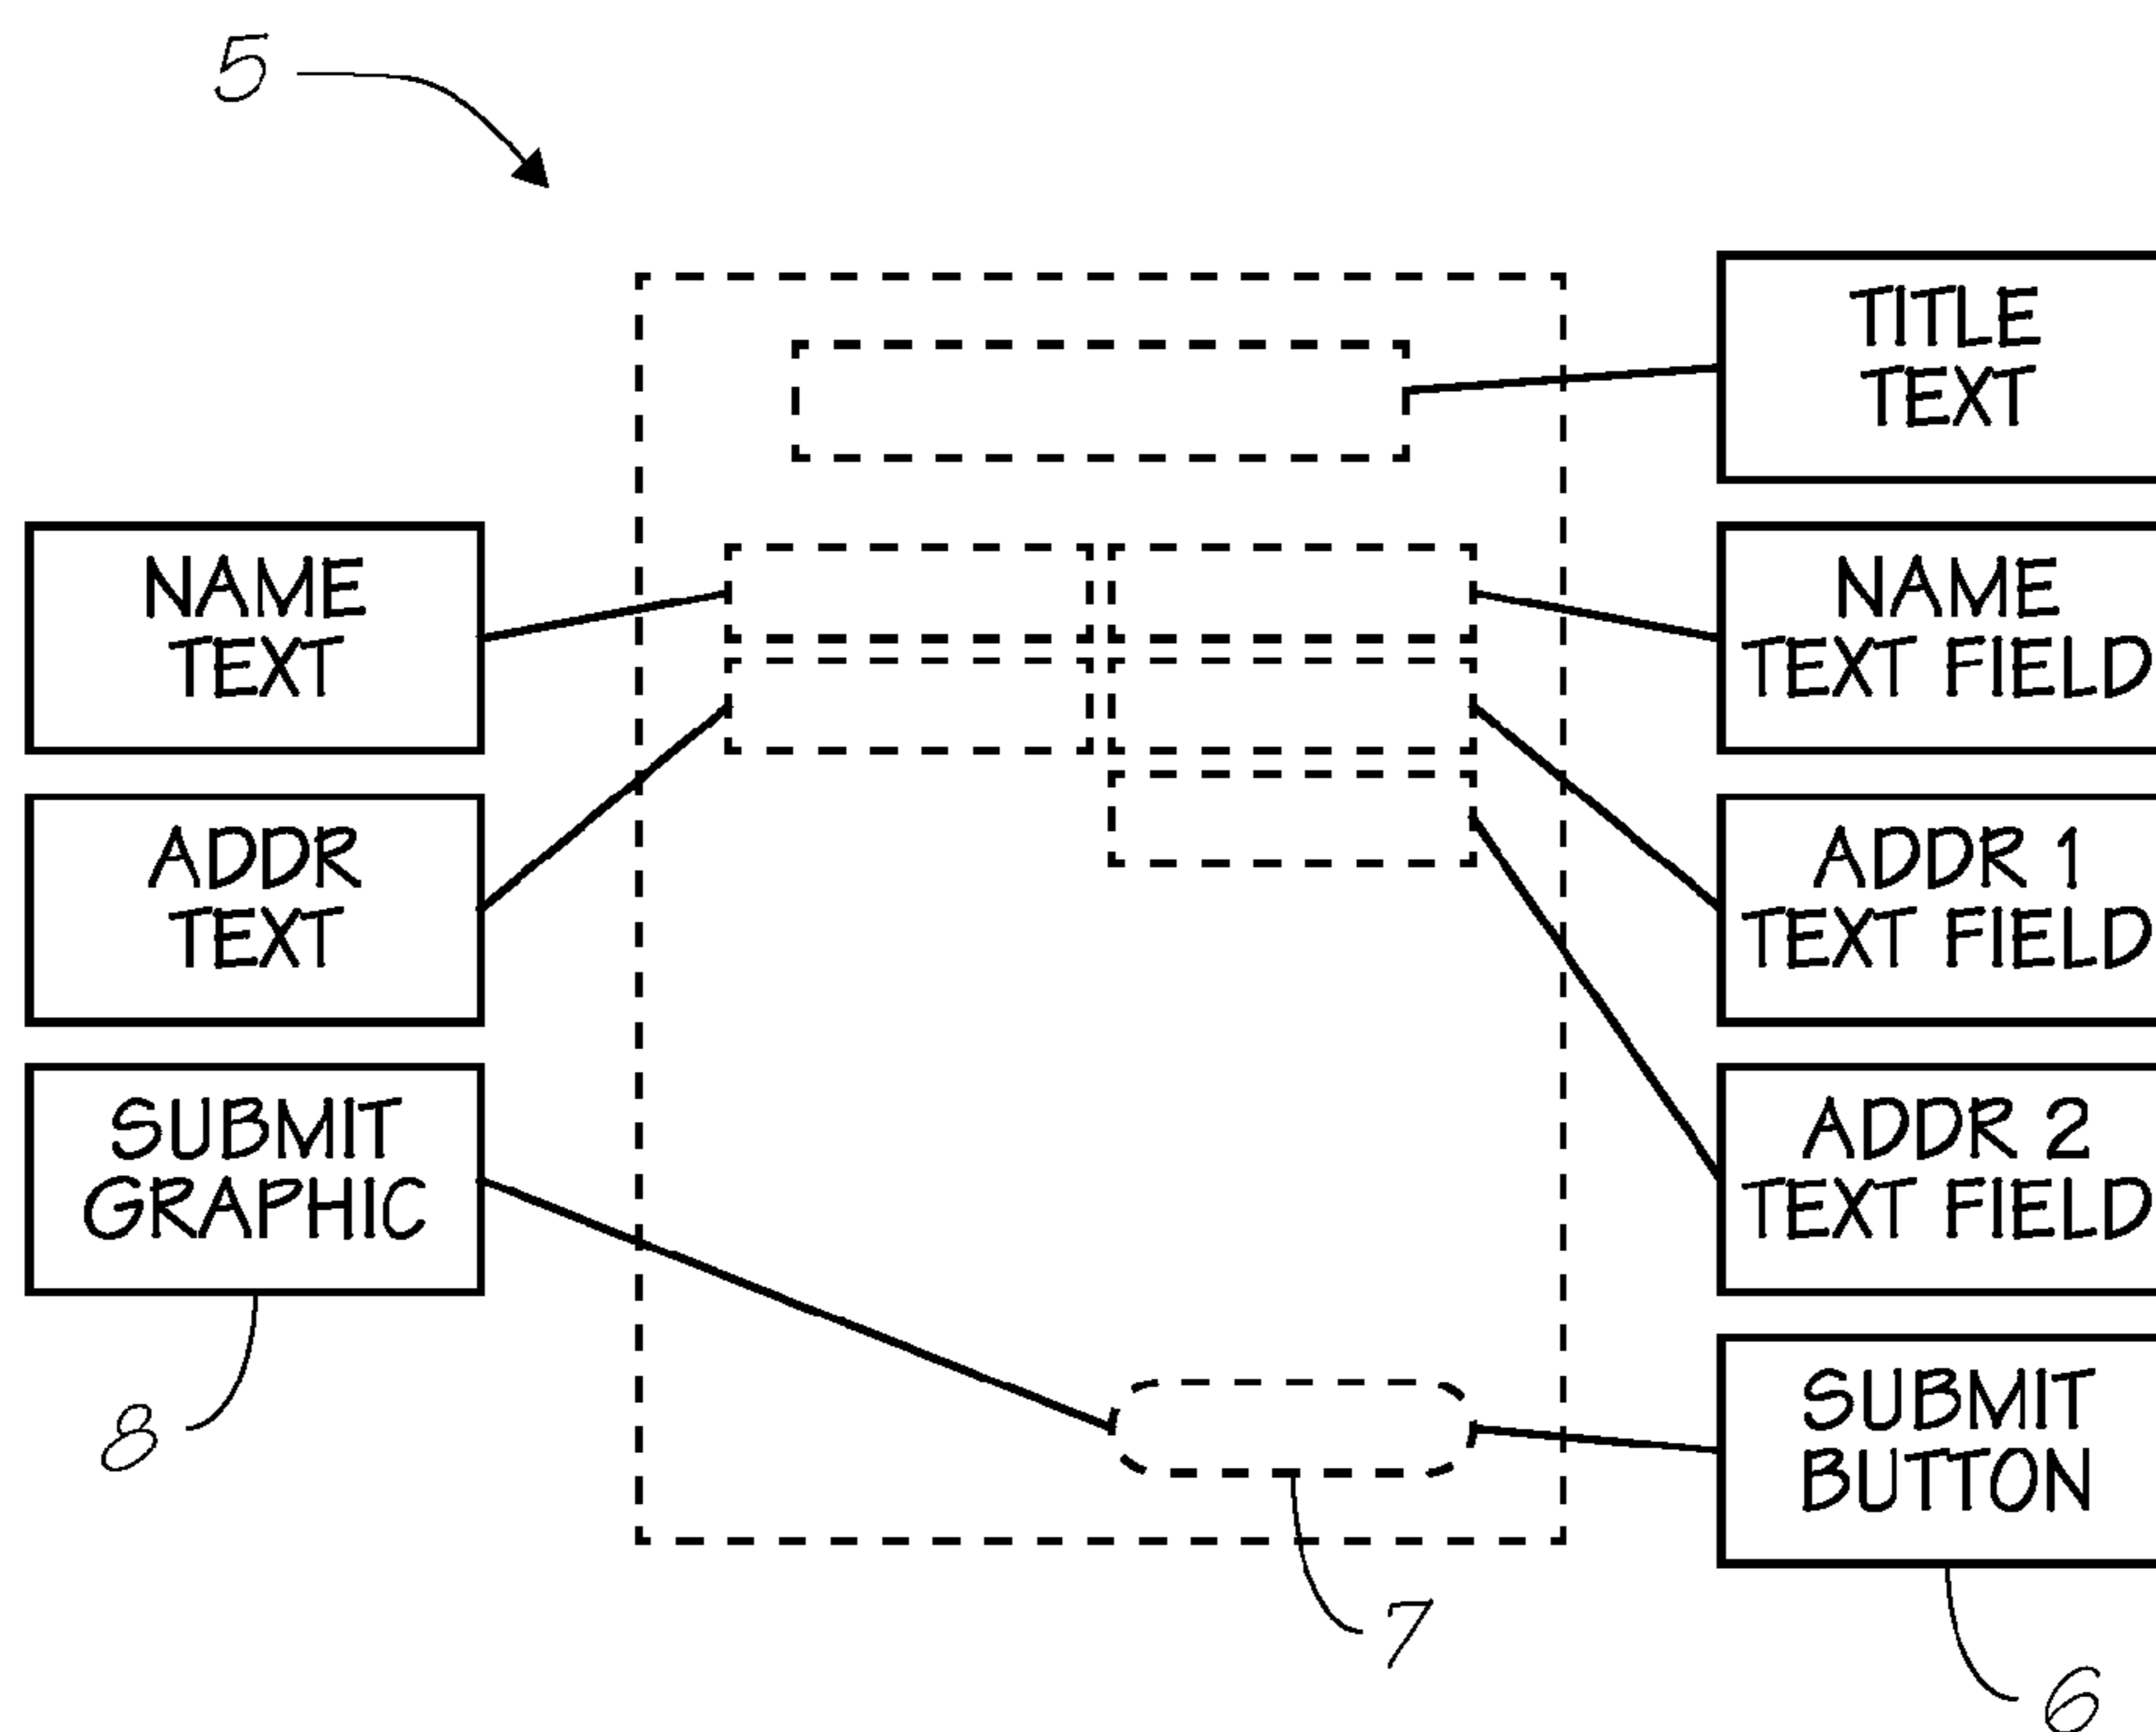 5
TITLE
TEXT
NAME
TEXT
NAME
TEXT FIELD
ADDR
TEXT
ADDR 1
TEXT FIELD
SUBMIT
GRAPHIC
ADDR 2
TEXT FIELD
8
SUBMIT
BUTTON
7
6